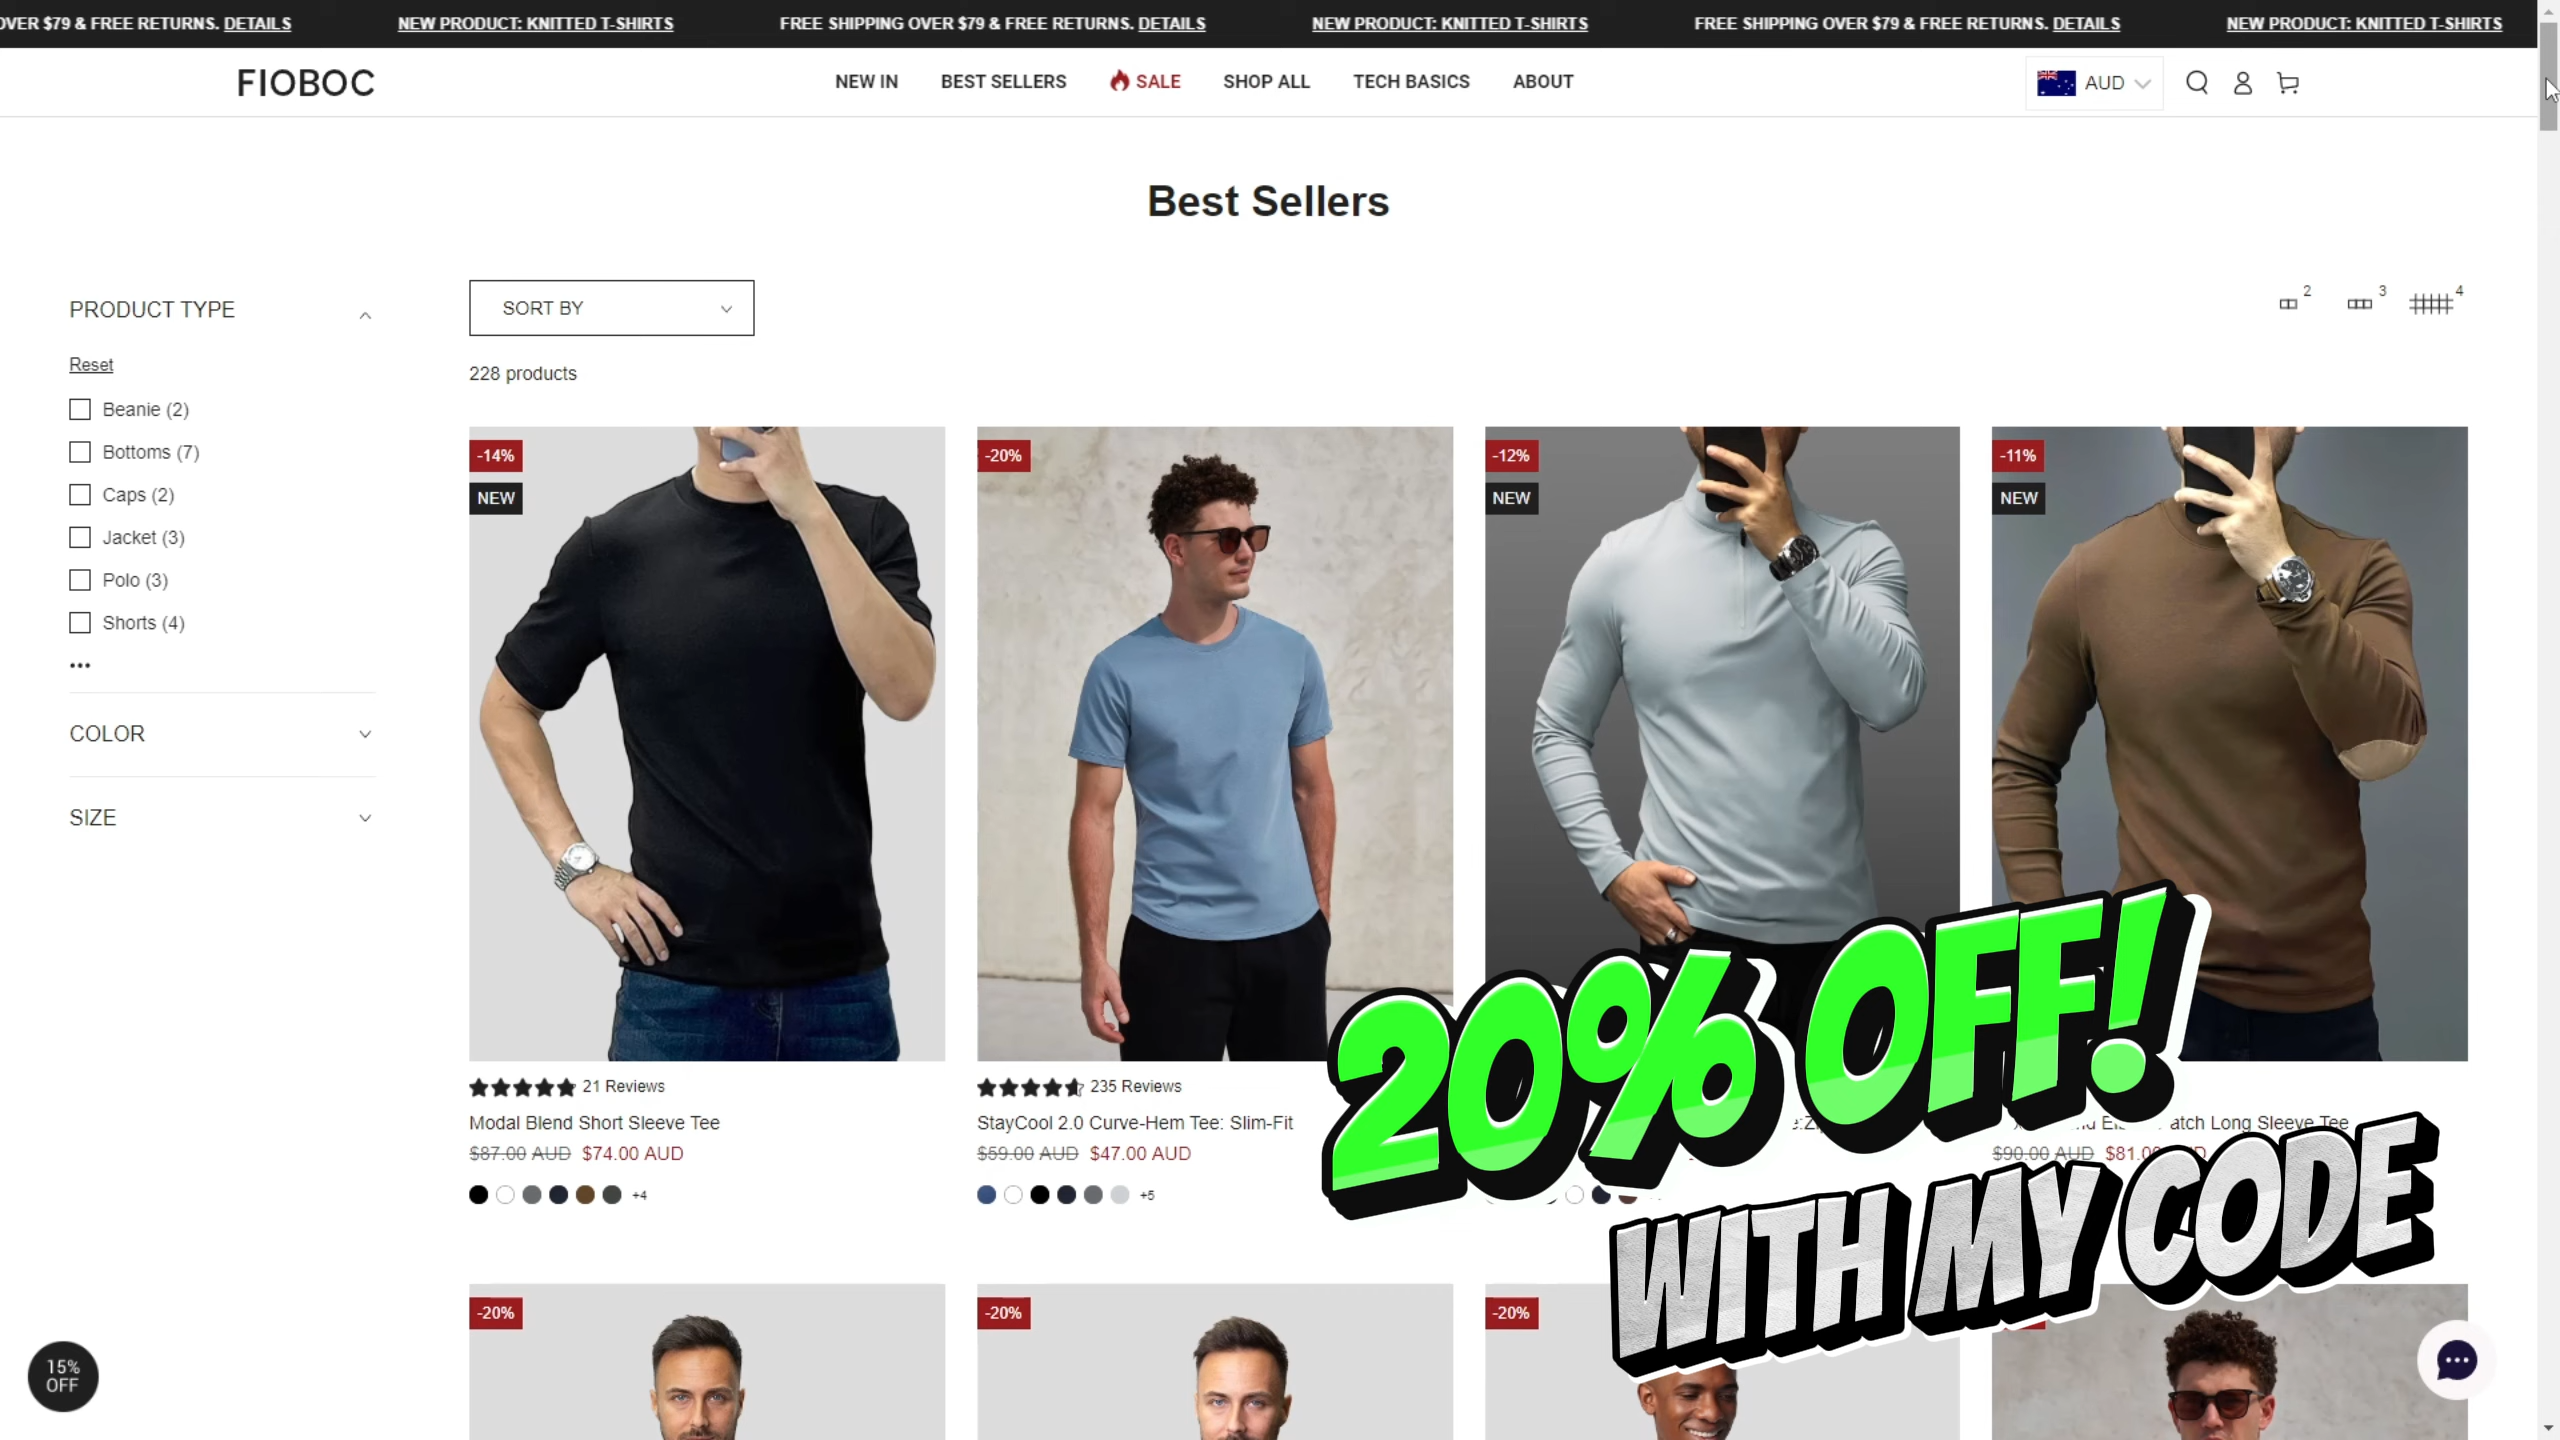 OVER $79 & FREE RETURNS. DETAILS NEW PRODUCT: KNITTED T-SHIRTS FREE SHIPPING OVER $79 & FREE RETURNS. DETAILS NEW PRODUCT: KNITTED T-SHIRTS FREE SHIPPING OVER $79 & FREE RETURNS. DETAILS NEW PRODUCT: KNITTED T-SHIRTS
FIOBOC NEW IN BEST SELLERS SALE SHOP ALL TECH BASICS ABOUT AUD
Best Sellers
PRODUCT TYPE
Reset
Beanie (2)
Bottoms (7)
Caps (2)
Jacket (3)
Polo (3)
Shorts (4)
•••
COLOR
SIZE
SORT BY
2 3 4
228 products
-14%
NEW
21 Reviews
Modal Blend Short Sleeve Tee
$87.00 AUD $74.00 AUD
+4
-20%
235 Reviews
StayCool 2.0 Curve-Hem Tee: Slim-Fit
$59.00 AUD $47.00 AUD
+5
-12%
NEW
-11%
NEW
Long Sleeve Tee
$90.00 AUD
20% OFF!
WITH MY CODE
-20%
-20%
-20%
15%
OFF